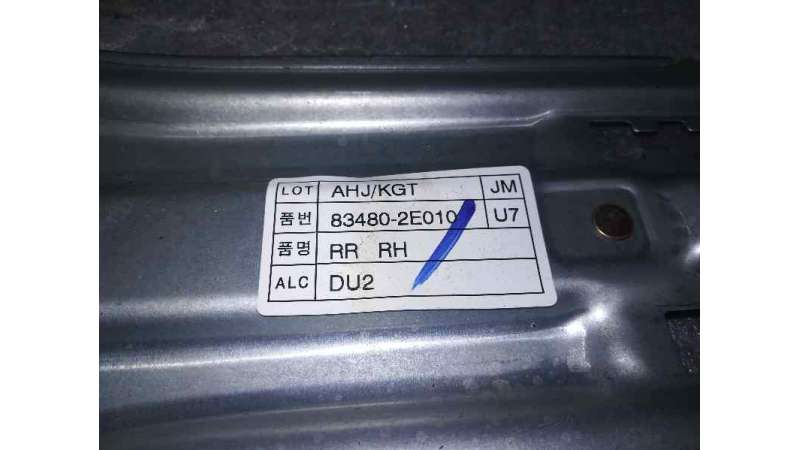 LOT AHJ/KGT JM
품번 83480-2E010 U7
품명 RR RH
ALC DU2